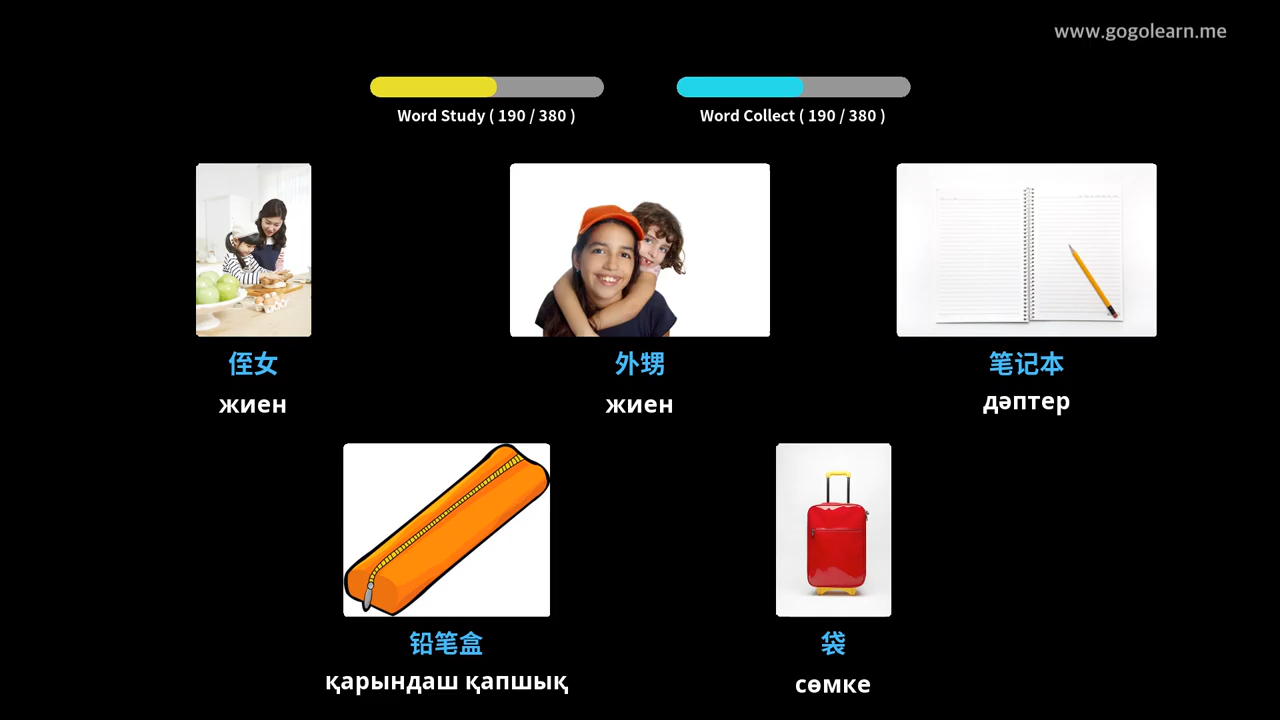 www.gogolearn.me
Word Study ( 190 / 380 )
Word Collect ( 190 / 380 )
侄女
жиен
外甥
жиен
笔记本
дәптер
铅笔盒
қарындаш қапшық
袋
сөмке